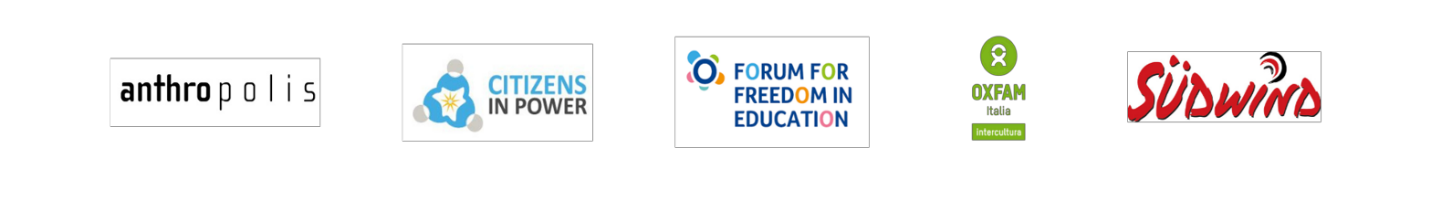 anthropolis
CITIZENS
IN POWER
FORUM FOR
FREEDOM IN
EDUCATION
OXFAM
Italia
intercultura
SÜDWIND